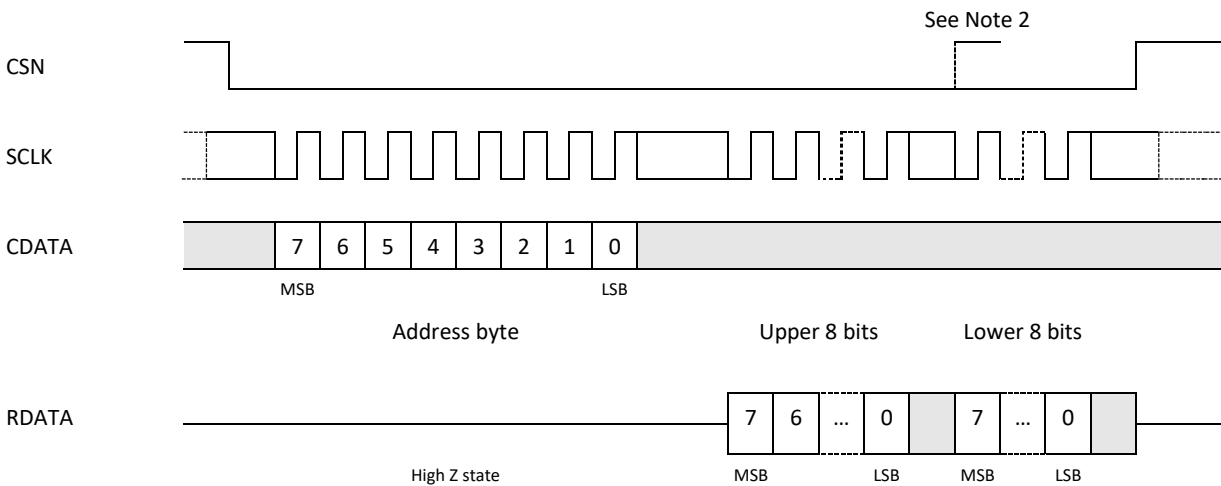 See Note 2
CSN
SCLK
CDATA
7 6 5 4 3 2 1 0
MSB LSB
Address byte Upper 8 bits Lower 8 bits
RDATA
7 6 ... 0 7 ... 0
High Z state MSB LSB MSB LSB